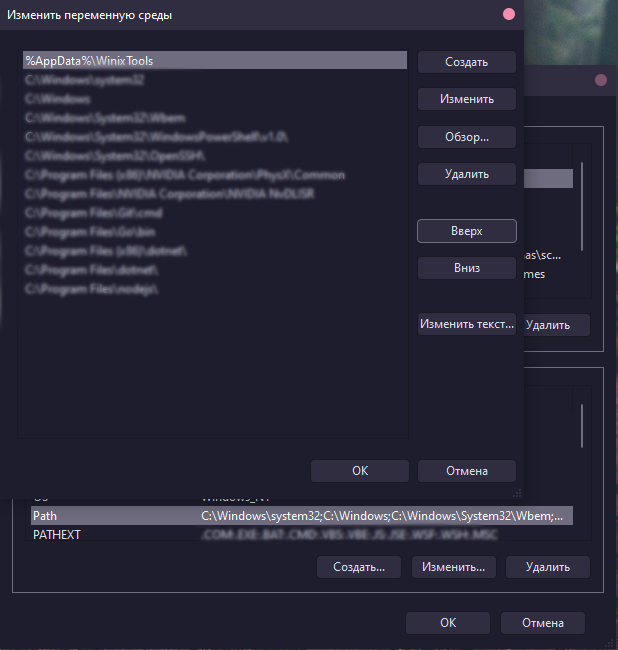 Изменить переменную среды
%AppData%\WinixTools
Создать
C:\Windows\system32
C:\Windows
Изменить
C:\Windows\System32\Wbem
C:\Windows\System32\WindowsPowerShell\v1.0\
Обзор...
C:\Windows\System32\OpenSSH\
C:\Program Files (x86)\NVIDIA Corporation\PhysX\Common
Удалить
C:\Program Files\NVIDIA Corporation\NVIDIA NvDLISR
C:\Program Files\Git\cmd
C:\Program Files\Go\bin
Вверх
C:\Program Files (x86)\dotnet\
C:\Program Files\dotnet\
Вниз
C:\Program Files\nodejs\
Изменить текст...
as\sc...
mes
Удалить
OK
Отмена
Path C:\Windows\system32;C:\Windows;C:\Windows\System32\Wbem;...
PATHEXT .COM;.EXE;.BAT;.CMD;.VBS;.VBE;.JS;.JSE;.WSF;.WSH;.MSC
Создать...
Изменить...
Удалить
OK
Отмена